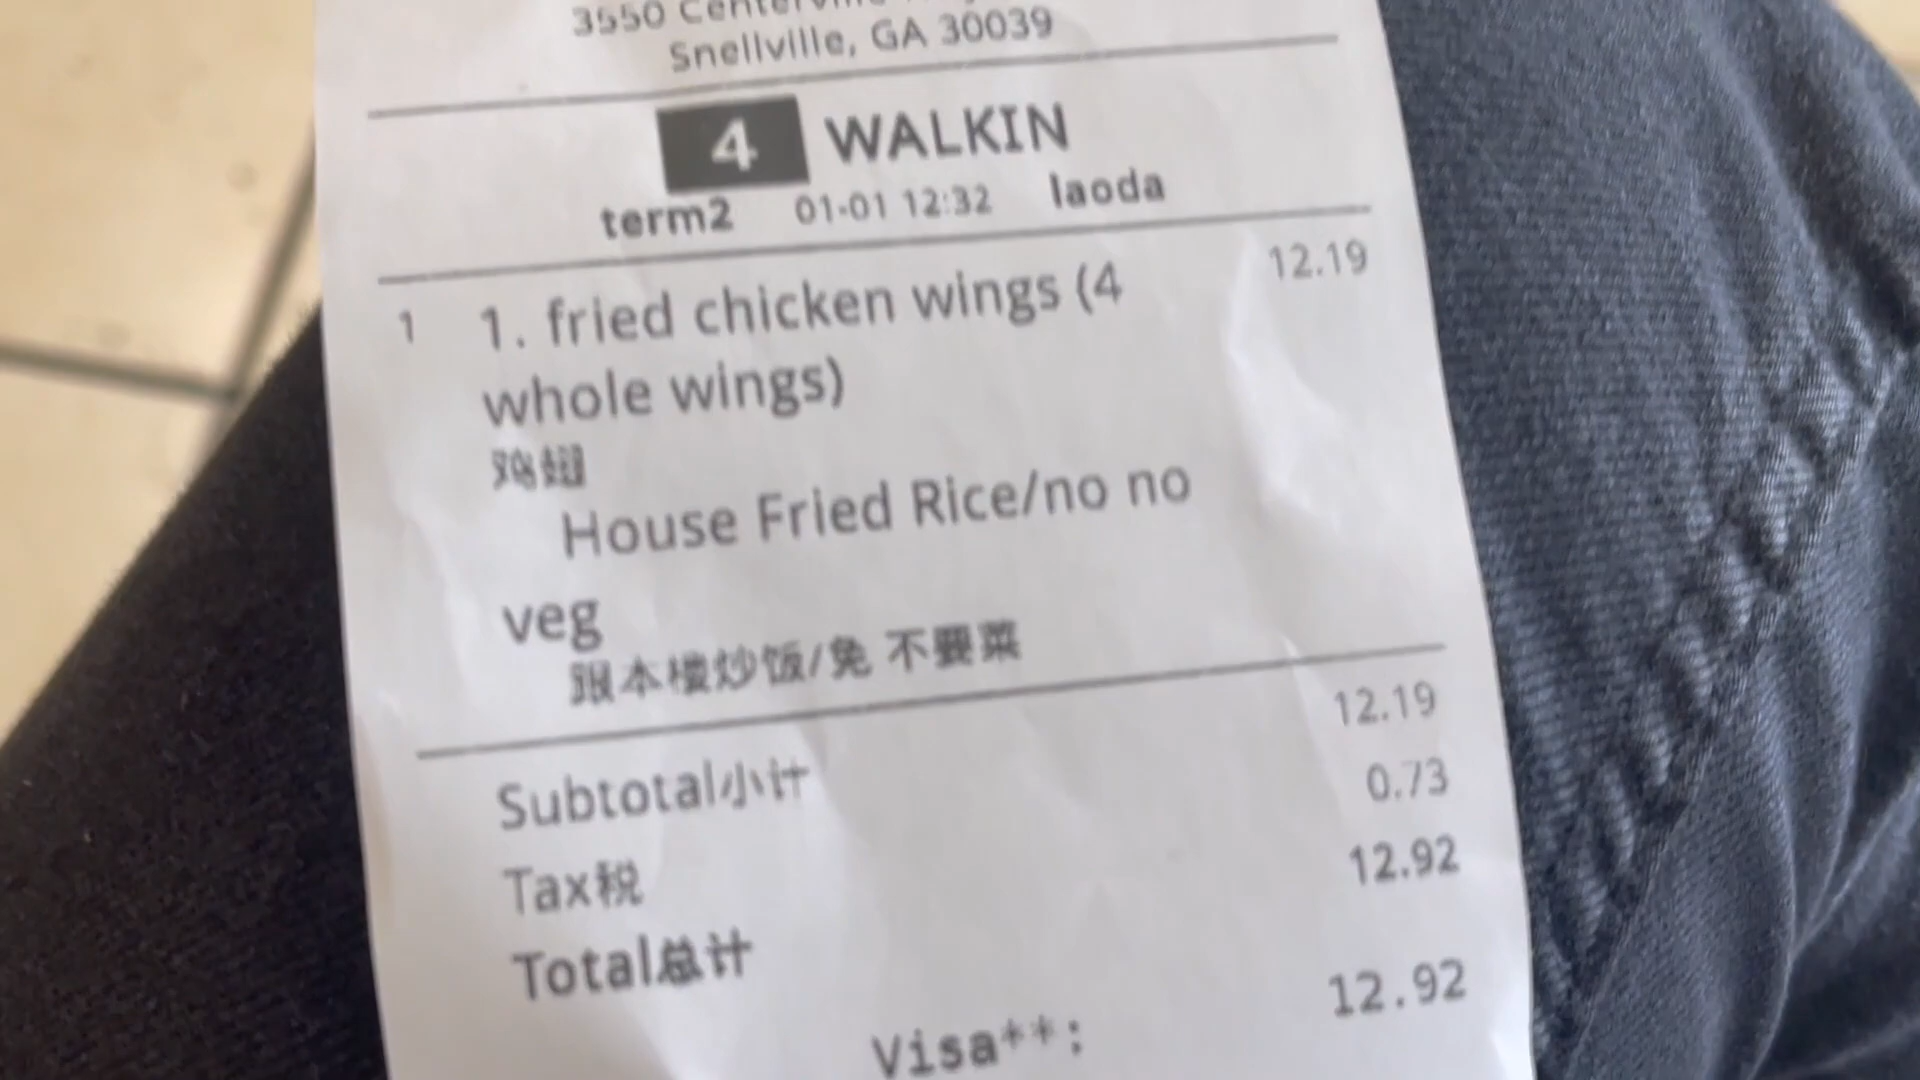 3550
Snellville, GA 30039
4 WALKIN
term2 01-01 12:32 laoda
1 1. fried chicken wings (4 12.19
whole wings)
鸡翅
House Fried Rice/no no
veg
跟本楼炒饭/免 不要菜
Subtotal小计 12.19
Tax税 0.73
Total总计 12.92
Visa**: 12.92